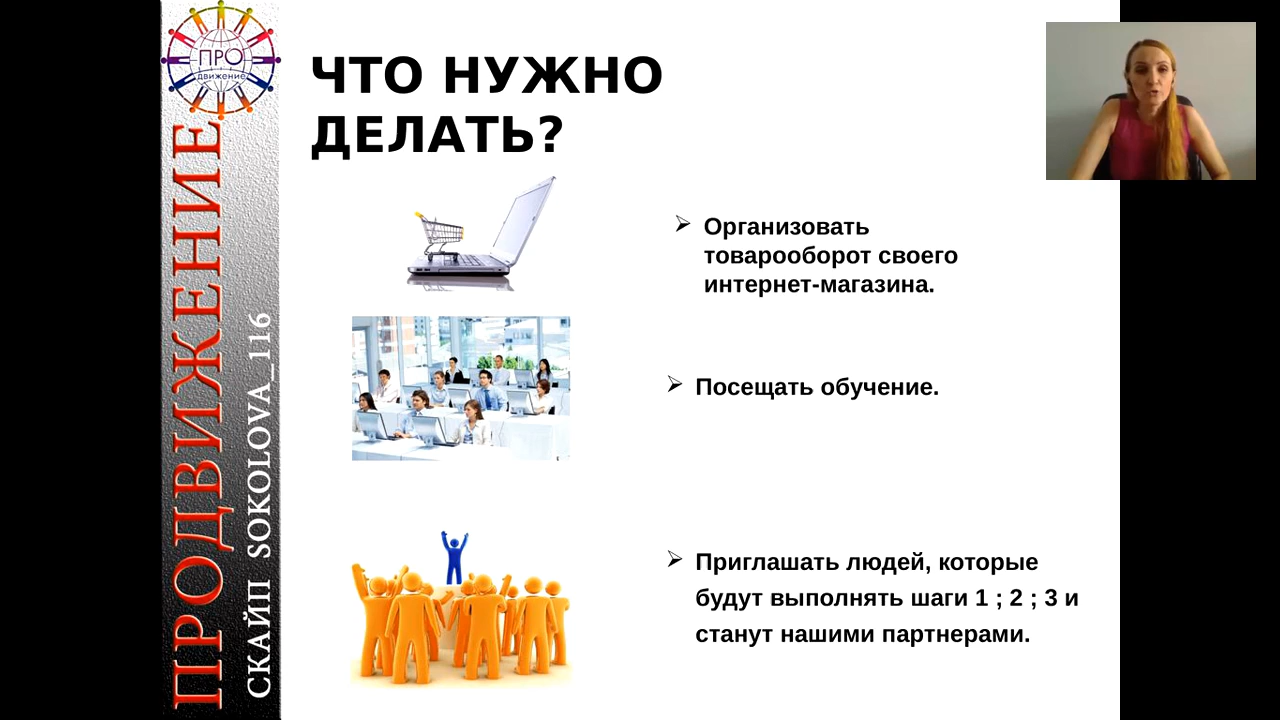 ПРО
движение
ПРОДВИЖЕНИЕ
СКАЙП SOKOLOVA_116
ЧТО НУЖНО
ДЕЛАТЬ?
Организовать
товарооборот своего
интернет-магазина.
Посещать обучение.
Приглашать людей, которые
будут выполнять шаги 1 ; 2 ; 3 и
станут нашими партнерами.